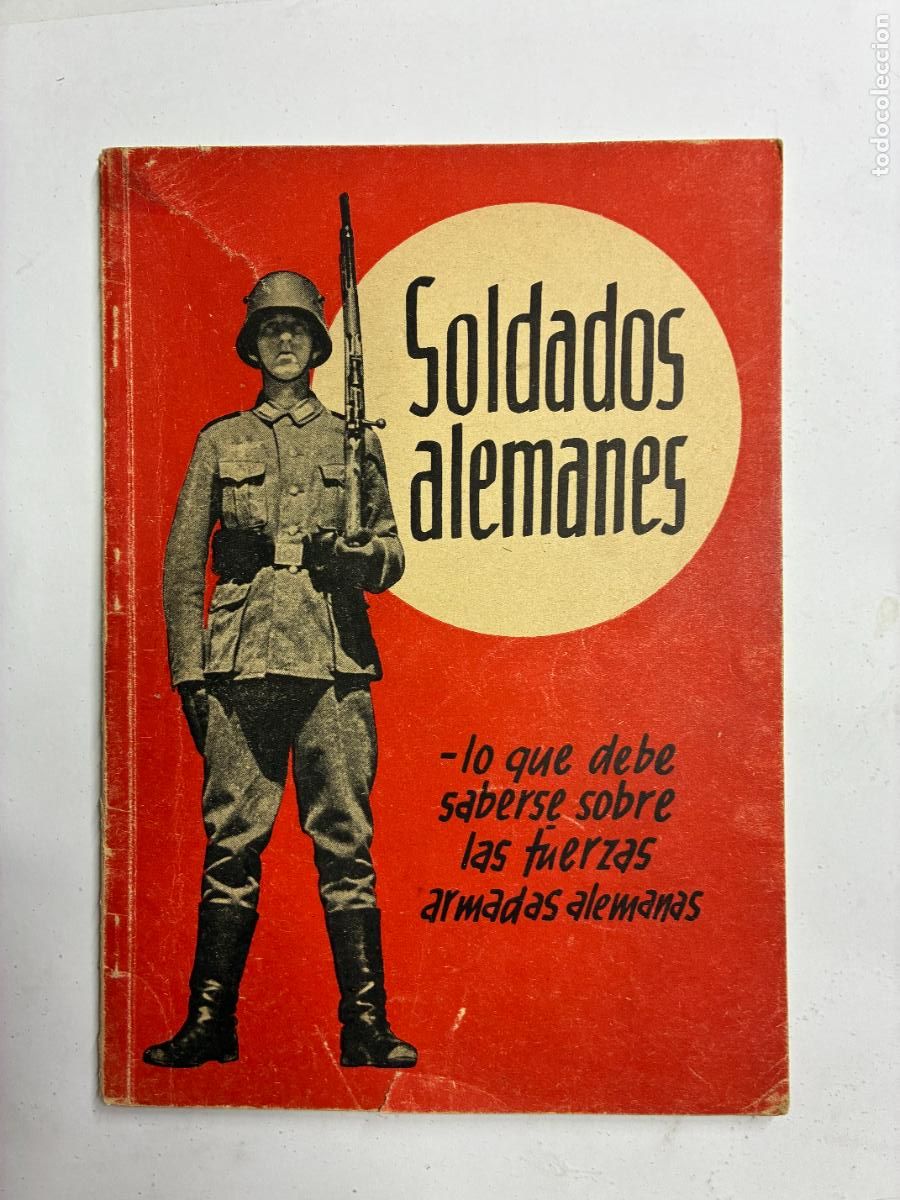 Soldados
alemanes
-lo que debe
saberse sobre
las fuerzas
armadas alemanas
todocoleccion